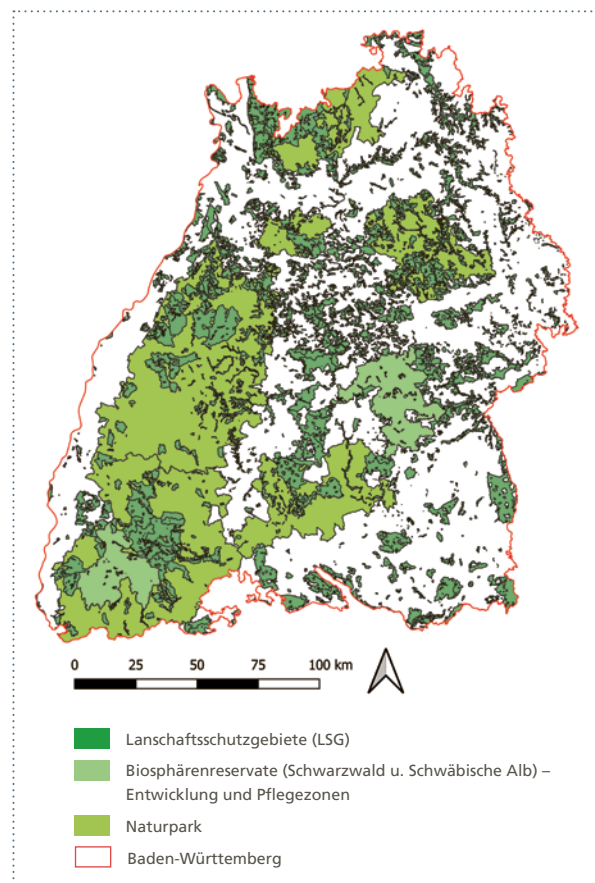 0 25 50 75 100 km
Lanschaftsschutzgebiete (LSG)
Biosphärenreservate (Schwarzwald u. Schwäbische Alb) –
Entwicklung und Pflegezonen
Naturpark
Baden-Württemberg